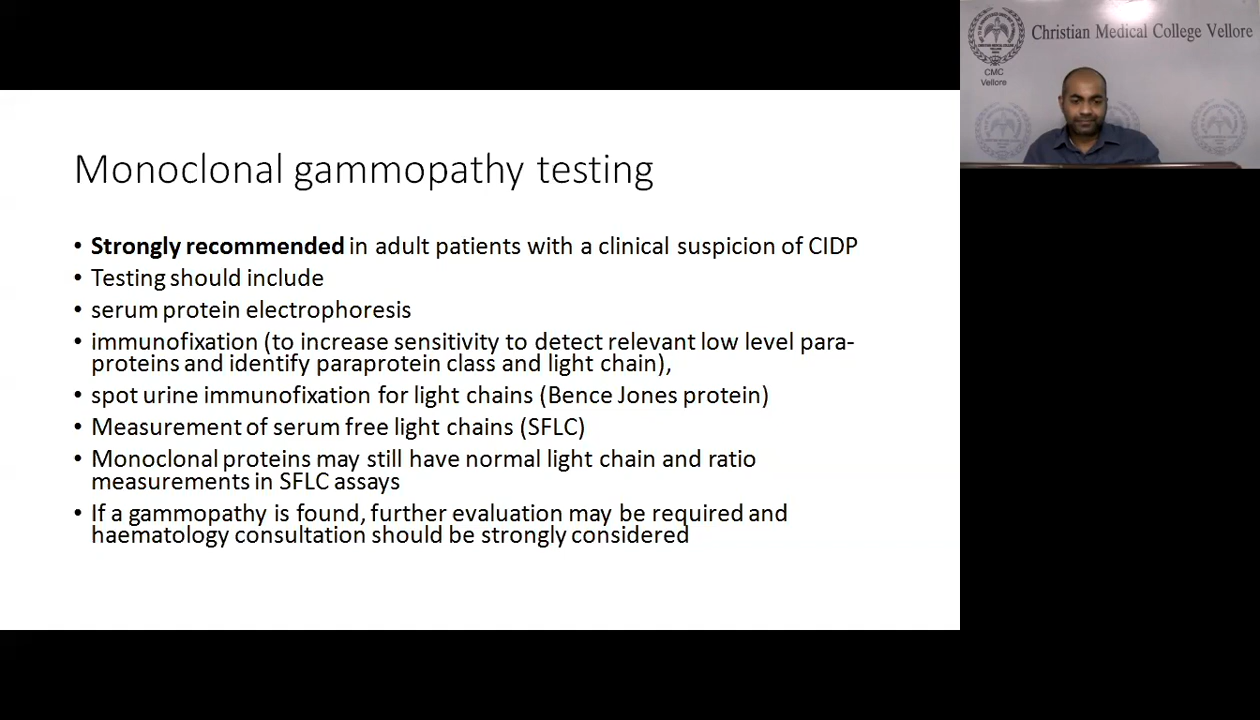 Monoclonal gammopathy testing
• Strongly recommended in adult patients with a clinical suspicion of CIDP
• Testing should include
• serum protein electrophoresis
• immunofixation (to increase sensitivity to detect relevant low level para-
proteins and identify paraprotein class and light chain),
• spot urine immunofixation for light chains (Bence Jones protein)
• Measurement of serum free light chains (SFLC)
• Monoclonal proteins may still have normal light chain and ratio
measurements in SFLC assays
• If a gammopathy is found, further evaluation may be required and
haematology consultation should be strongly considered
Christian Medical College Vellore
CMC
Vellore